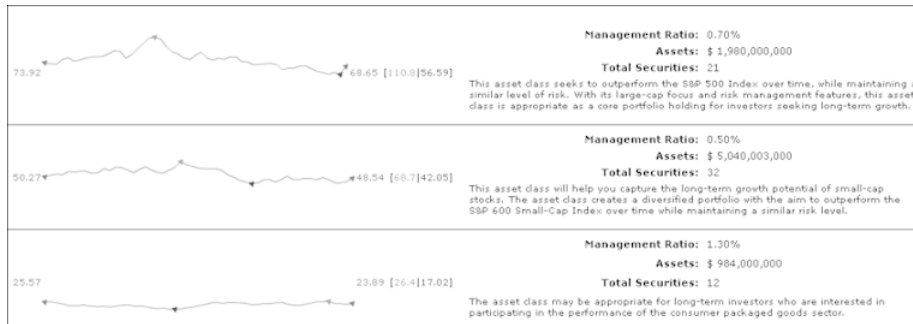 Management Ratio: 0.70%
Assets: $ 1,980,000,000
Total Securities: 21
73.92
68.65 [110.8|56.59]
This asset class seeks to outperform the S&P 500 Index over time, while maintaining a
similar level of risk. With its large-cap focus and risk management features, this asset
class is appropriate as a core portfolio holding for investors seeking long-term growth.
Management Ratio: 0.50%
Assets: $ 5,040,003,000
Total Securities: 32
50.27
48.54 [68.7|42.05]
This asset class will help you capture the long-term growth potential of small-cap
stocks. The asset class creates a diversified portfolio with the aim to outperform the
S&P 600 Small-Cap Index over time while maintaining a similar risk level.
Management Ratio: 1.30%
Assets: $ 984,000,000
Total Securities: 12
25.57
23.89 [26.4|17.02]
The asset class may be appropriate for long-term investors who are interested in
participating in the performance of the consumer packaged goods sector.